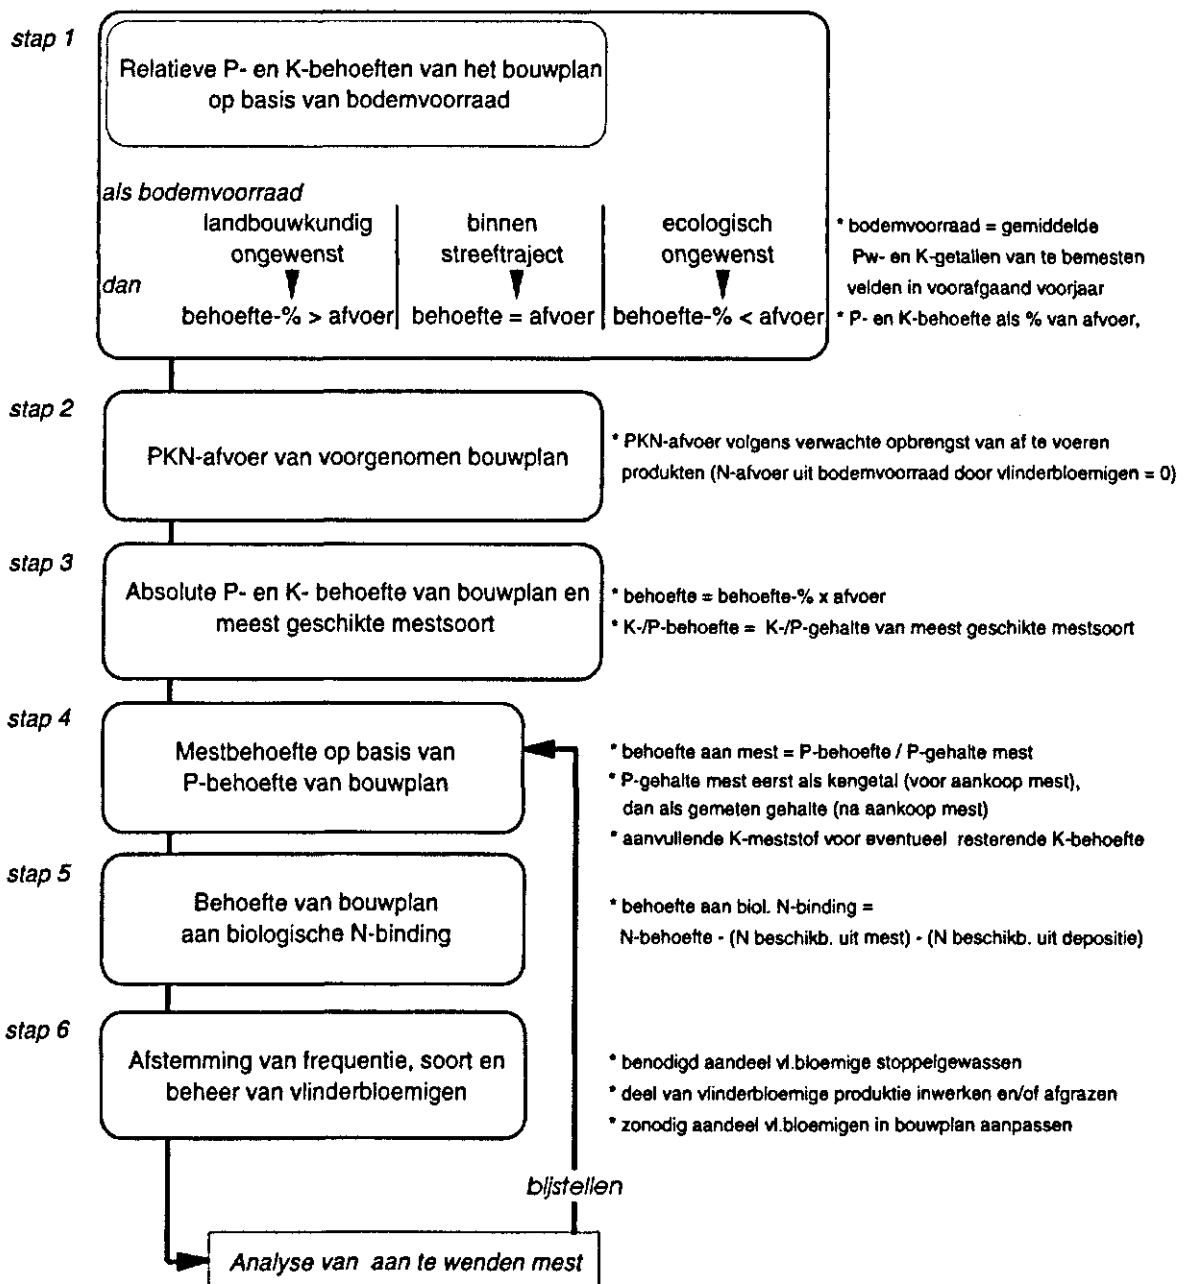 stap 1
Relatieve P- en K-behoeften van het bouwplan
op basis van bodemvoorraad
als bodemvoorraad
landbouwkundig
ongewenst
binnen
streeftraject
ecologisch
ongewenst
dan
behoefte-% > afvoer
behoefte = afvoer
behoefte-% < afvoer
* bodemvoorraad = gemiddelde
Pw- en K-getallen van te bemesten
velden in voorafgaand voorjaar
* P- en K-behoefte als % van afvoer,
stap 2
PKN-afvoer van voorgenomen bouwplan
* PKN-afvoer volgens verwachte opbrengst van af te voeren
produkten (N-afvoer uit bodemvoorraad door vlinderbloemigen = 0)
stap 3
Absolute P- en K- behoefte van bouwplan en
meest geschikte mestsoort
* behoefte = behoefte-% x afvoer
* K-/P-behoefte = K-/P-gehalte van meest geschikte mestsoort
stap 4
Mestbehoefte op basis van
P-behoefte van bouwplan
* behoefte aan mest = P-behoefte / P-gehalte mest
* P-gehalte mest eerst als kengetal (voor aankoop mest),
dan als gemeten gehalte (na aankoop mest)
* aanvullende K-meststof voor eventueel resterende K-behoefte
stap 5
Behoefte van bouwplan
aan biologische N-binding
* behoefte aan biol. N-binding =
N-behoefte - (N beschikb. uit mest) - (N beschikb. uit depositie)
stap 6
Afstemming van frequentie, soort en
beheer van vlinderbloemigen
* benodigd aandeel vl.bloemige stoppelgewassen
* deel van vlinderbloemige produktie inwerken en/of afgrazen
* zonodig aandeel vl.bloemigen in bouwplan aanpassen
bijstellen
Analyse van aan te wenden mest